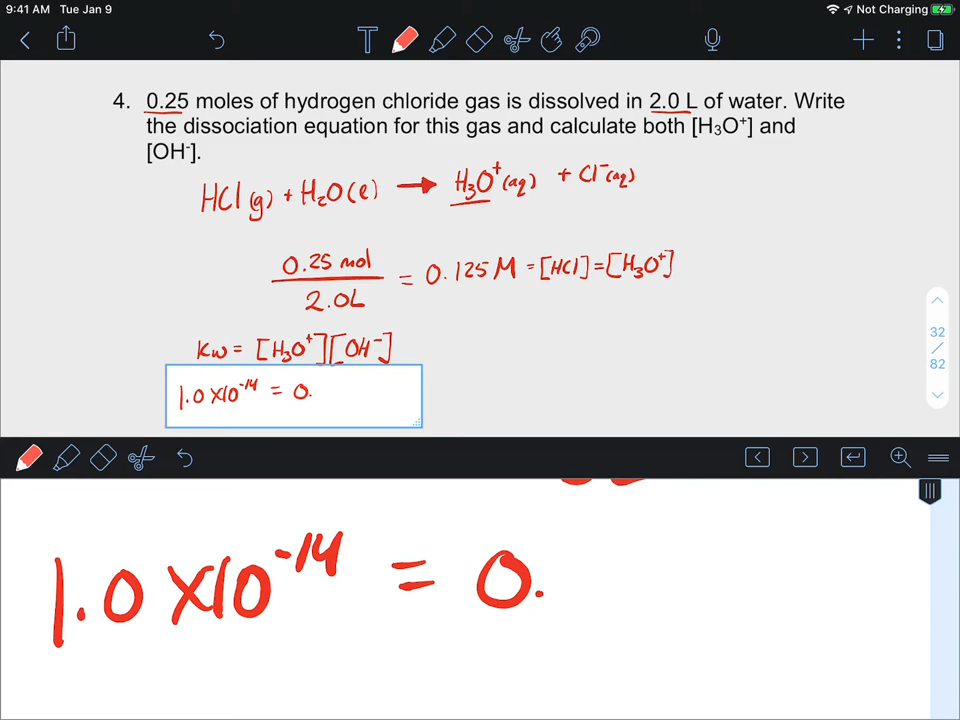 9:41 AM Tue Jan 9
Not Charging
T
4. 0.25 moles of hydrogen chloride gas is dissolved in 2.0 L of water. Write
the dissociation equation for this gas and calculate both [H₃O⁺] and
[OH⁻].
HCl(g) + H₂O(l) → H₃O⁺(aq) + Cl⁻(aq)
0.25 mol
2.0L
= 0.125 M = [HCl] = [H₃O⁺]
Kw = [H₃O⁺][OH⁻]
1.0×10⁻¹⁴ = 0.
32
/
82
1.0×10⁻¹⁴ = 0.